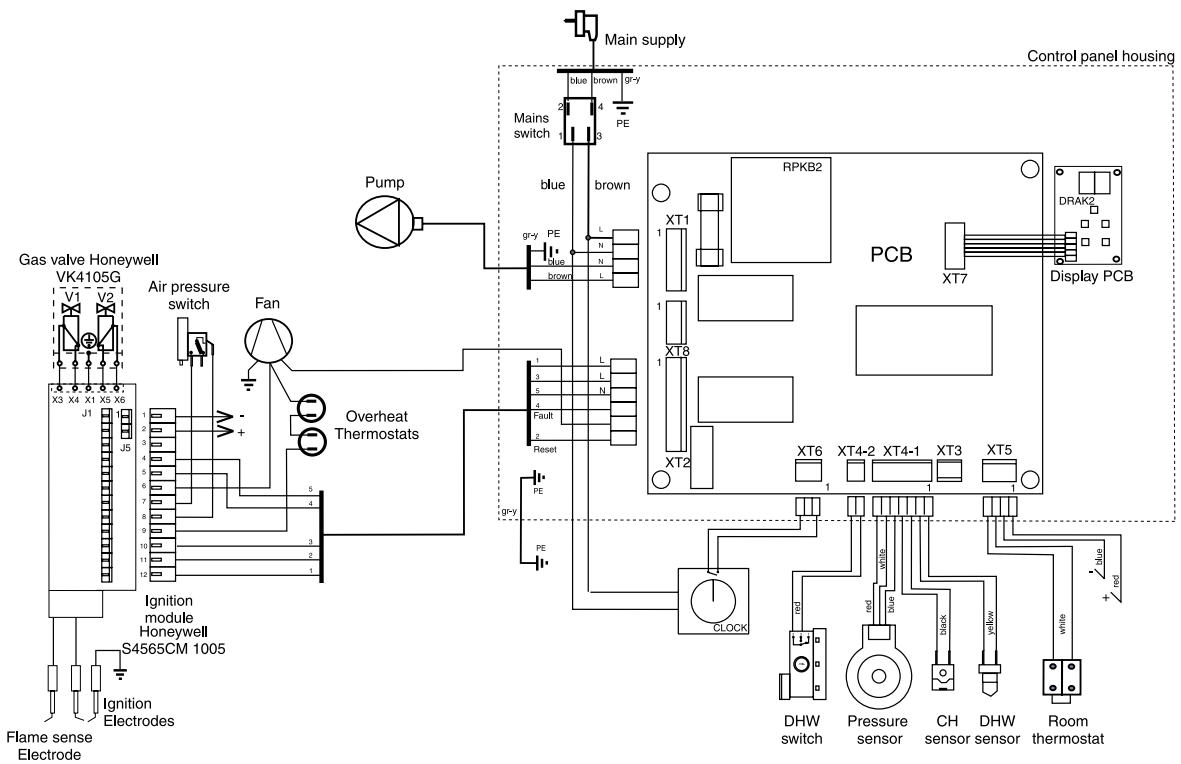 Main supply
Control panel housing
blue brown gr-y
2 4
PE
Mains
switch
1 3
blue brown
RPKB2
DRAK2
PCB
XT7
Display PCB
Pump
gr-y PE
blue
brown
L
N
N
L
XT1
1
1
XT8
1
XT2
Gas valve Honeywell
VK4105G
V1 V2
Air pressure
switch
Fan
X3 X4 X1 X5 X6
J1
1
J5
1
2
3
4
5
6
7
8
9
10
11
12
-
+
Overheat
Thermostats
5
4
3
2
1
1 L
3 L
5 N
4
Fault
2
Reset
PE
gr-y
PE
XT6 XT4-2 XT4-1 XT3 XT5
1 1 1
Ignition
module
Honeywell
S4565CM 1005
Ignition
Electrodes
Flame sense
Electrode
CLOCK
red
red
white
blue
black
yellow
white
- blue
+ red
DHW
switch
Pressure
sensor
CH
sensor
DHW
sensor
Room
thermostat